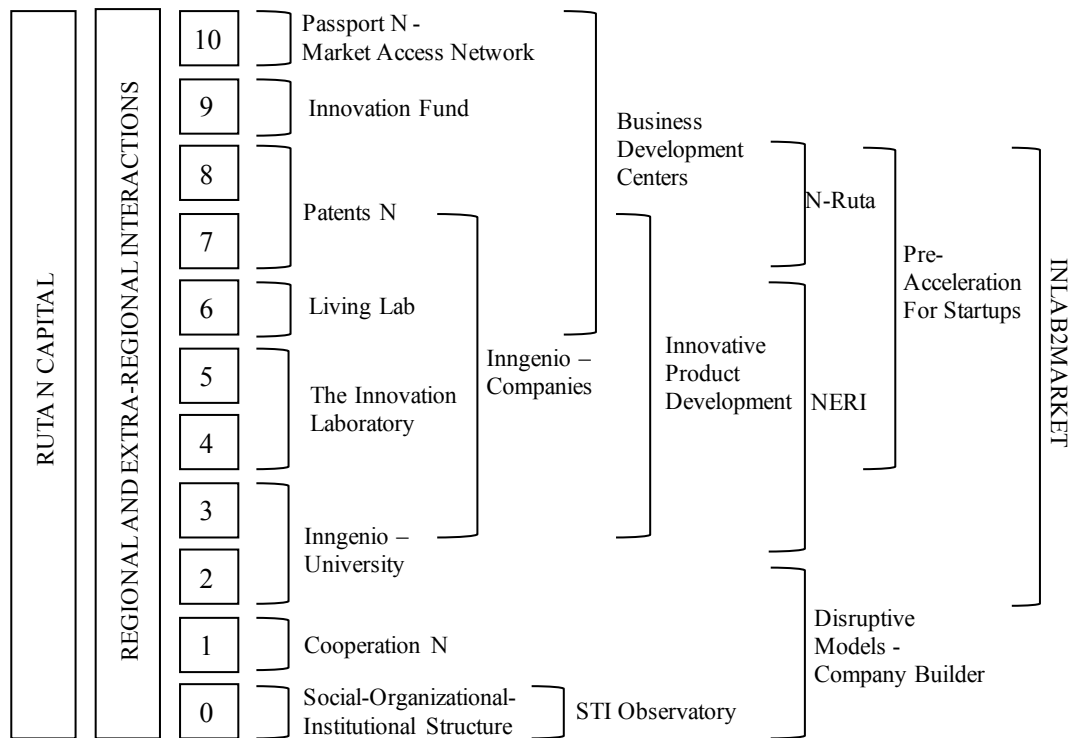 RUTAN CAPITAL
REGIONAL AND EXTRA-REGIONAL INTERACTIONS
10
9
8
7
6
5
4
3
2
1
0
Passport N -
Market Access Network
Innovation Fund
Patents N
Living Lab
The Innovation
Laboratory
Inngenio –
University
Cooperation N
Social-Organizational-
Institutional Structure
Inngenio –
Companies
STI Observatory
Business
Development
Centers
Innovative
Product
Development
N-Ruta
NERI
Disruptive
Models -
Company Builder
Pre-
Acceleration
For Startups
INLAB2MARKET